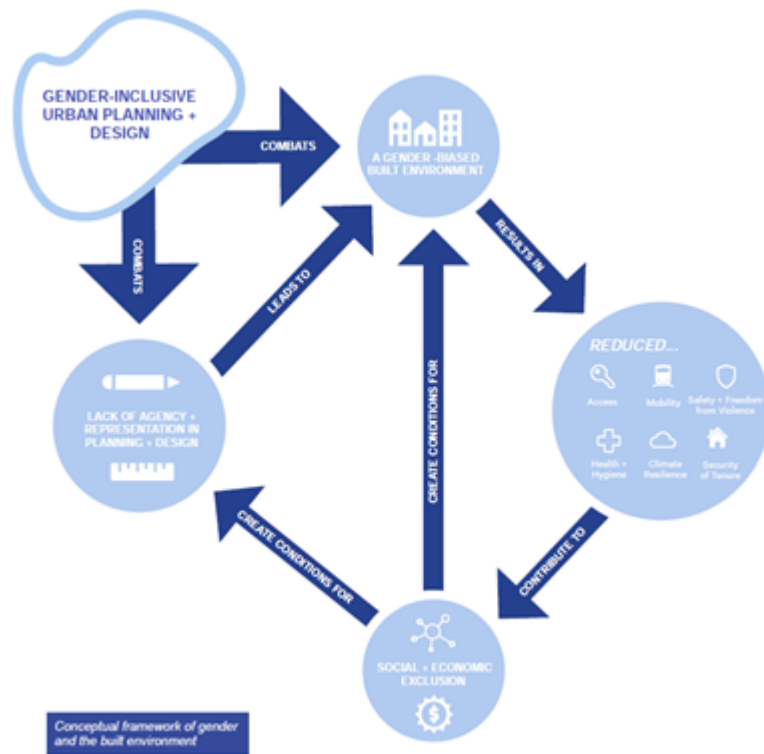 GENDER-INCLUSIVE
URBAN PLANNING +
DESIGN
COMBATS
COMBATS
A GENDER -BIASED
BUILT ENVIRONMENT
RESULTS IN
LEADS TO
REDUCED...
Access
Mobility
Safety + Freedom
from Violence
Health +
Hygiene
Climate
Resilience
Security
of Tenure
LACK OF AGENCY +
REPRESENTATION IN
PLANNING + DESIGN
CREATE CONDITIONS FOR
CREATE CONDITIONS FOR
CONTRIBUTE TO
SOCIAL + ECONOMIC
EXCLUSION
$
Conceptual framework of gender
and the built environment